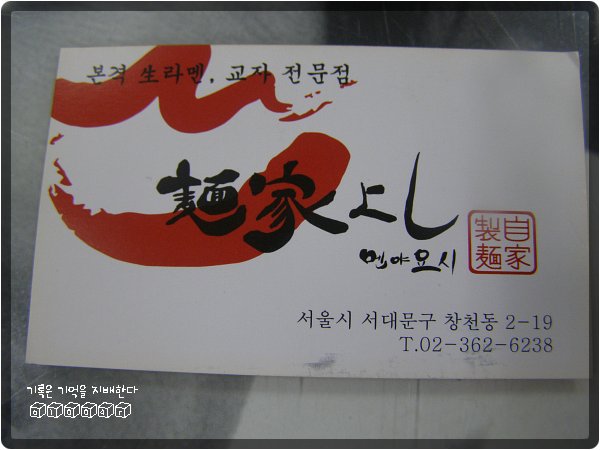 본격 生라멘, 교자 전문점
麺家よし
멘야요시
自家製麺
서울시 서대문구 창천동 2-19
T.02-362-6238
기록은 기억을 지배한다